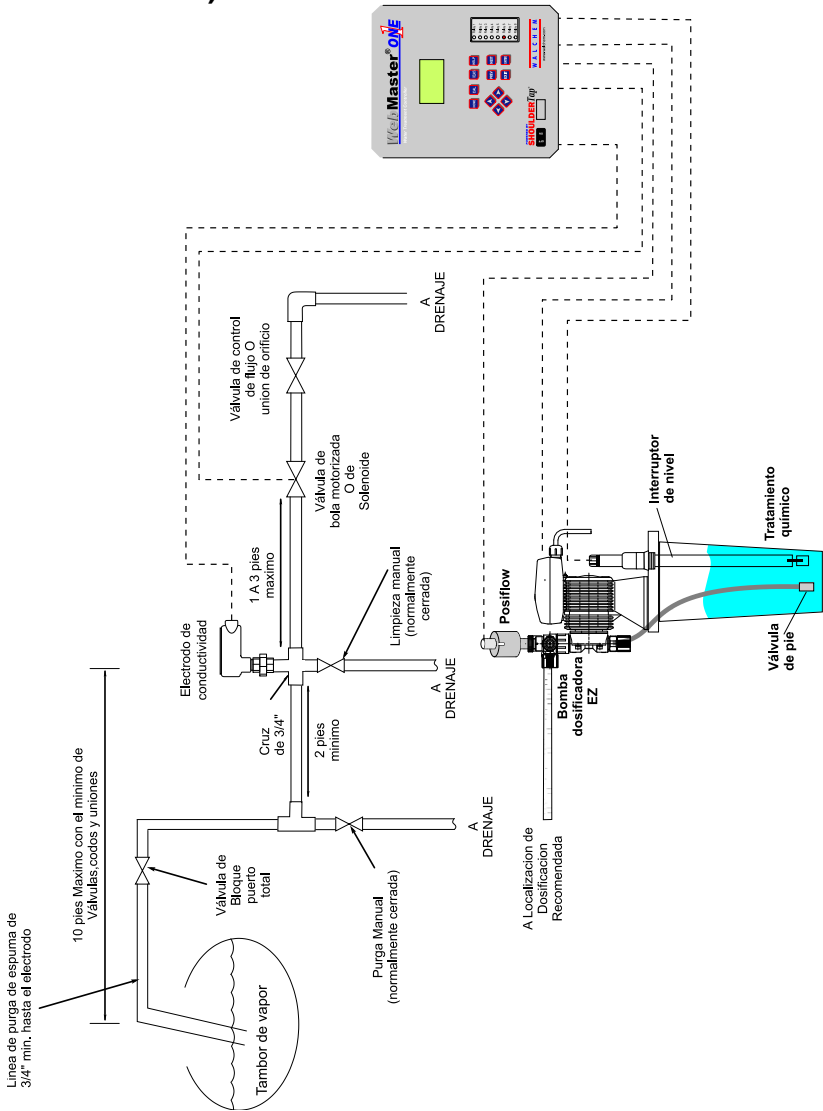 Linea de purga de espuma de
3/4" min. hasta el electrodo
10 pies Maximo con el minimo de
Válvulas,codos y uniones
Válvula de
Bloque
puerto
total
Tambor de vapor
Purga Manual
(normalmente cerrada)
A
DRENAJE
2 pies
minimo
Cruz
de 3/4"
Electrodo de
conductividad
Limpieza manual
(normalmente
cerrada)
A
DRENAJE
1 A 3 pies
maximo
Válvula de
bola motorizada
O de
Solenoide
Válvula de control
de flujo O
union de orificio
A
DRENAJE
WebMaster® ONE
WALCHEM
SHOULDERTap
A Localizacion de
Dosificacion
Recomendada
Bomba
dosificadora
EZ
Posiflow
Válvula
de pie
Tratamiento
químico
Interruptor
de nivel